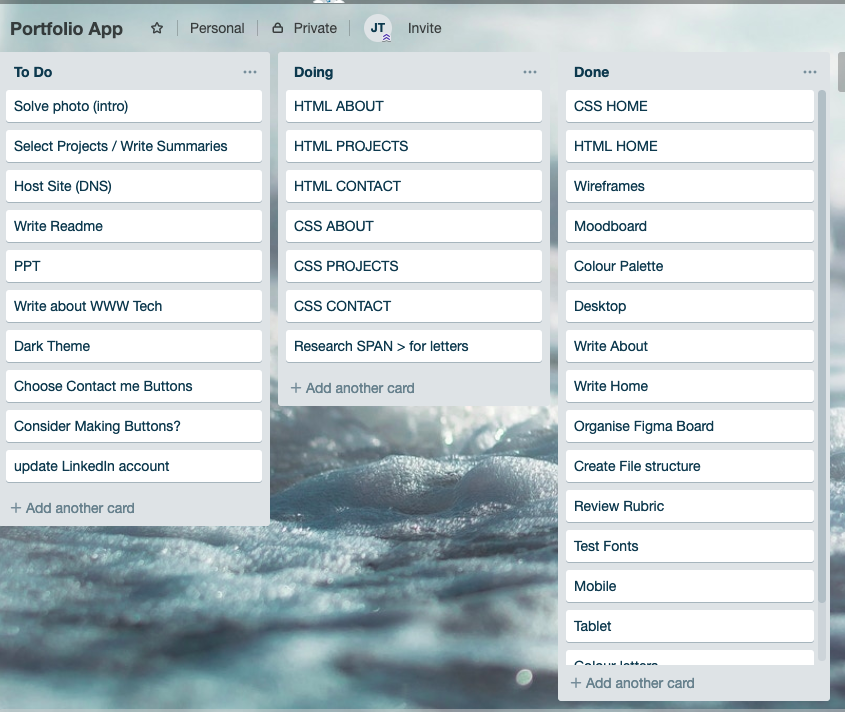 Portfolio App
Personal
Private
JT
Invite
To Do
Solve photo (intro)
Select Projects / Write Summaries
Host Site (DNS)
Write Readme
PPT
Write about WWW Tech
Dark Theme
Choose Contact me Buttons
Consider Making Buttons?
update LinkedIn account
+ Add another card
Doing
HTML ABOUT
HTML PROJECTS
HTML CONTACT
CSS ABOUT
CSS PROJECTS
CSS CONTACT
Research SPAN > for letters
+ Add another card
Done
CSS HOME
HTML HOME
Wireframes
Moodboard
Colour Palette
Desktop
Write About
Write Home
Organise Figma Board
Create File structure
Review Rubric
Test Fonts
Mobile
Tablet
Colour letters
+ Add another card